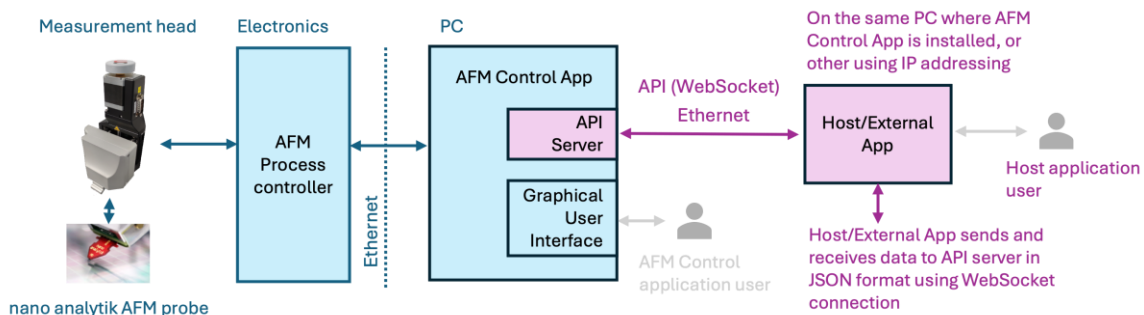 Measurement head
Electronics
PC
On the same PC where AFM
Control App is installed, or
other using IP addressing
AFM
Process
controller
Ethernet
AFM Control App
API
Server
Graphical
User
Interface
API (WebSocket)
Ethernet
Host/External
App
Host application
user
AFM Control
application user
Host/External App sends and
receives data to API server in
JSON format using WebSocket
connection
nano analytik AFM probe